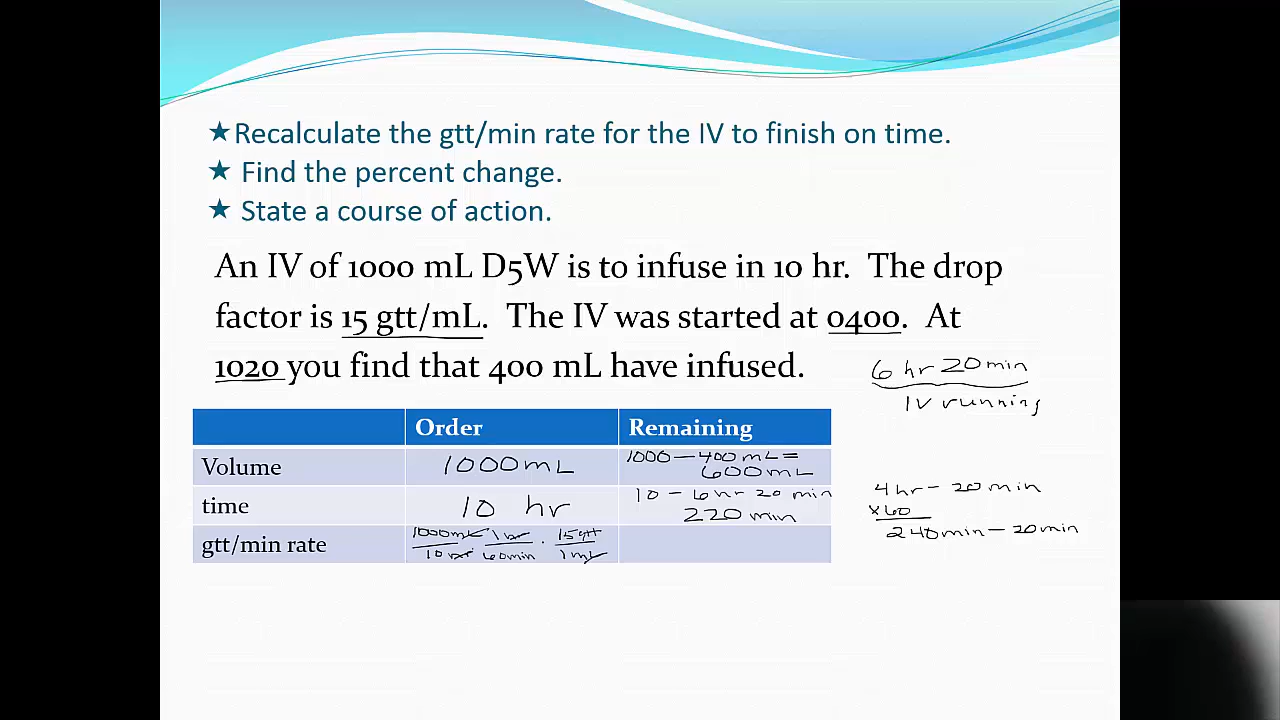 ★Recalculate the gtt/min rate for the IV to finish on time.
★ Find the percent change.
★ State a course of action.
An IV of 1000 mL D5W is to infuse in 10 hr. The drop
factor is 15 gtt/mL. The IV was started at 0400. At
1020 you find that 400 mL have infused.
6 hr 20 min
IV running
Order Remaining
Volume 1000 mL 1000 - 400 mL =
600 mL
time 10 hr 10 - 6 hr 20 min
220 min
gtt/min rate 1000 mL 1 hr · 15 gtt
10 hr 60 min 1 mL
4 hr - 20 min
x 60
240 min - 20 min